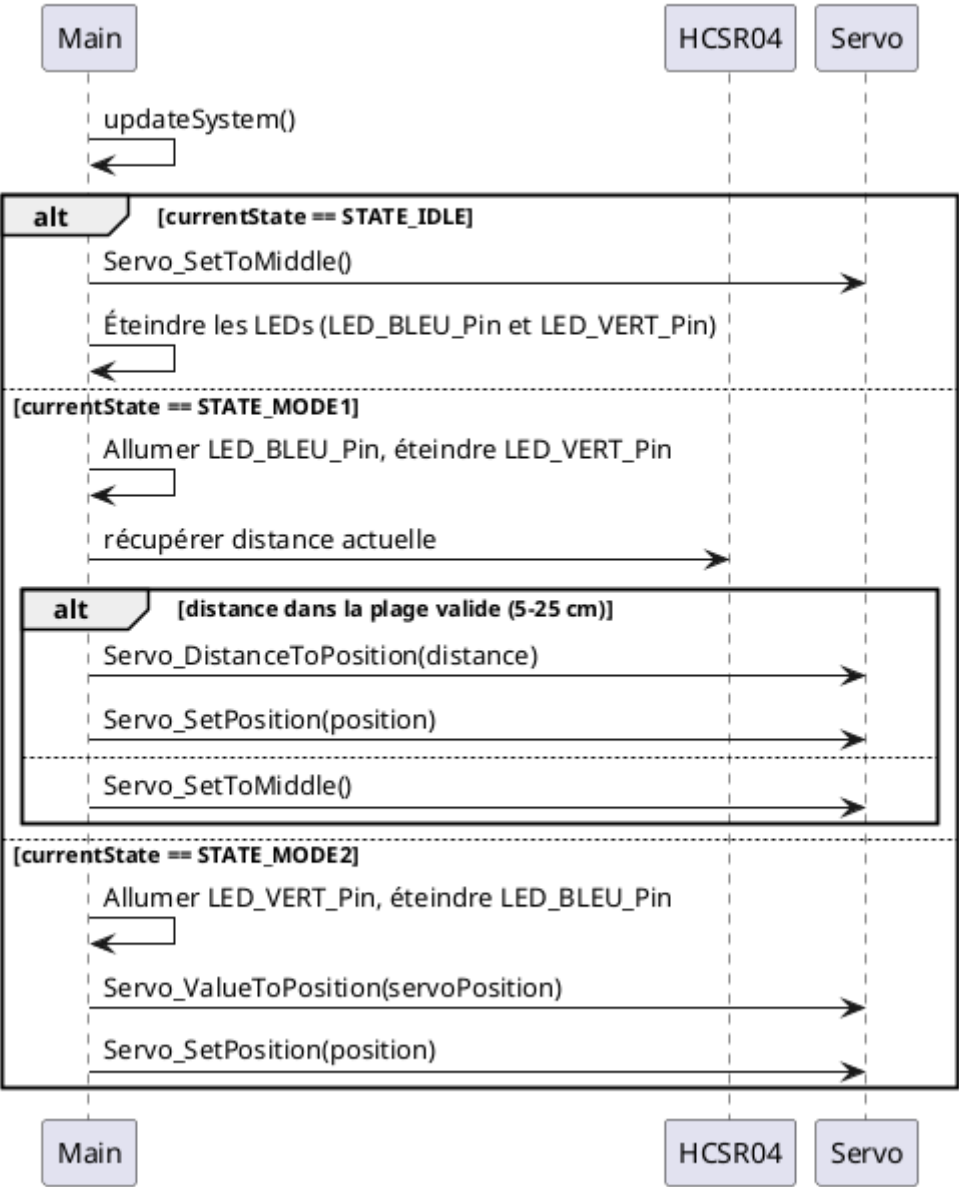 Main HCSR04 Servo
updateSystem()
alt [currentState == STATE_IDLE]
Servo_SetToMiddle()
Éteindre les LEDs (LED_BLEU_Pin et LED_VERT_Pin)
[currentState == STATE_MODE1]
Allumer LED_BLEU_Pin, éteindre LED_VERT_Pin
récupérer distance actuelle
alt [distance dans la plage valide (5-25 cm)]
Servo_DistanceToPosition(distance)
Servo_SetPosition(position)
Servo_SetToMiddle()
[currentState == STATE_MODE2]
Allumer LED_VERT_Pin, éteindre LED_BLEU_Pin
Servo_ValueToPosition(servoPosition)
Servo_SetPosition(position)
Main HCSR04 Servo